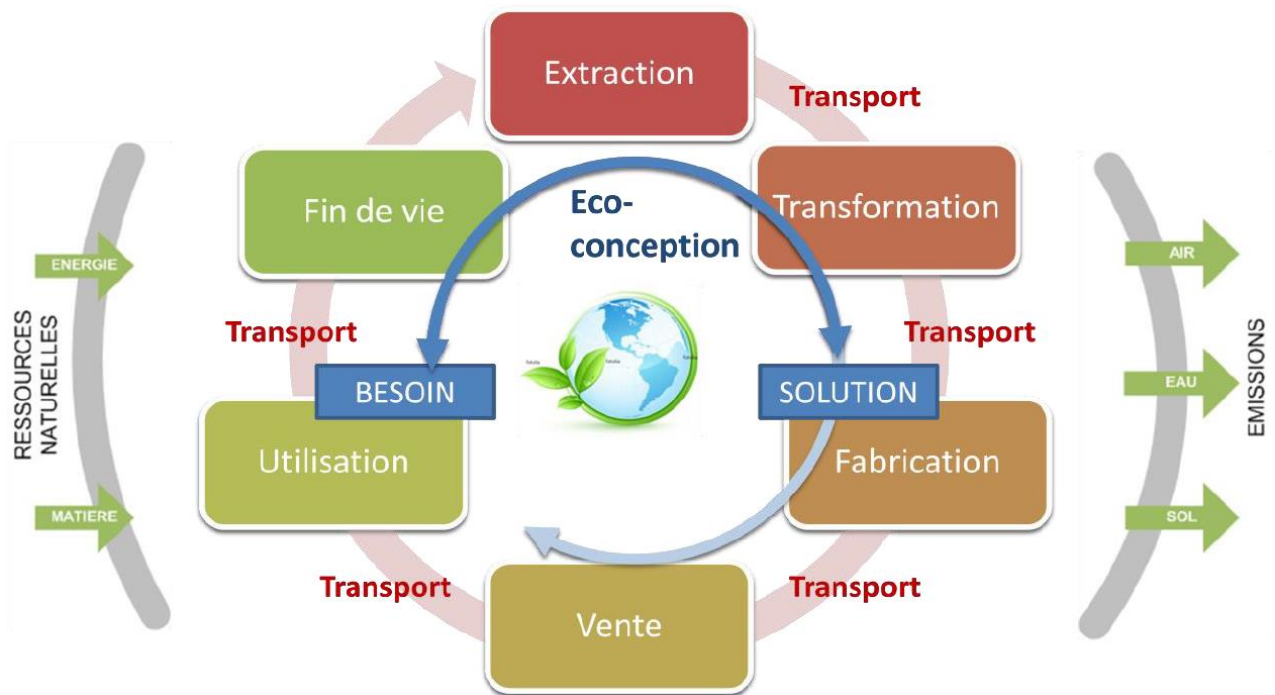 Extraction
Transport
Fin de vie
Eco-
conception
Transformation
ENERGIE
AIR
Transport
Transport
RESSOURCES
NATURELLES
BESOIN
SOLUTION
EAU
EMISSIONS
Utilisation
Fabrication
MATIERE
SOL
Transport
Transport
Vente